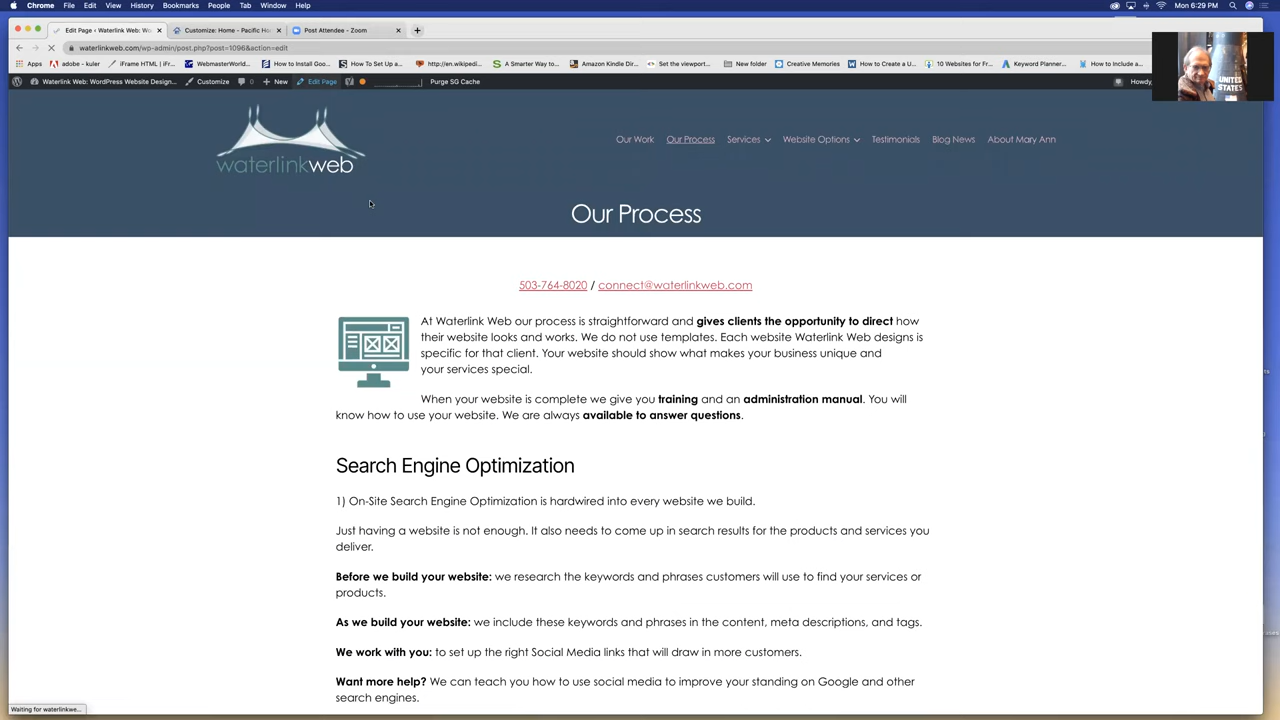 Chrome File Edit View History Bookmarks People Tab Window Help Mon 6:29 PM
Edit Page ‹ Waterlink Web: Wo Customize: Home - Pacific Ho Post Attendee - Zoom
waterlinkweb.com/wp-admin/post.php?post=1096&action=edit
Apps adobe - kuler iFrame HTML | iFr... WebmasterWorld... How to Install Goo... How To Set Up a... http://en.wikipedi... A Smarter Way to... Amazon Kindle Dir... Set the viewport... New folder Creative Memories How to Create a U... 10 Websites for Fr... Keyword Planner... How to Include a...
Waterlink Web: WordPress Website Design... Customize 0 New Edit Page Purge SG Cache Howdy,
UNITED
STATES
waterlinkweb
Our Work Our Process Services Website Options Testimonials Blog News About Mary Ann
Our Process
503-764-8020 / connect@waterlinkweb.com
At Waterlink Web our process is straightforward and gives clients the opportunity to direct how
their website looks and works. We do not use templates. Each website Waterlink Web designs is
specific for that client. Your website should show what makes your business unique and
your services special.
When your website is complete we give you training and an administration manual. You will
know how to use your website. We are always available to answer questions.
Search Engine Optimization
1) On-Site Search Engine Optimization is hardwired into every website we build.
Just having a website is not enough. It also needs to come up in search results for the products and services you
deliver.
Before we build your website: we research the keywords and phrases customers will use to find your services or
products.
As we build your website: we include these keywords and phrases in the content, meta descriptions, and tags.
We work with you: to set up the right Social Media links that will draw in more customers.
Want more help? We can teach you how to use social media to improve your standing on Google and other
search engines.
Waiting for waterlinkwe...